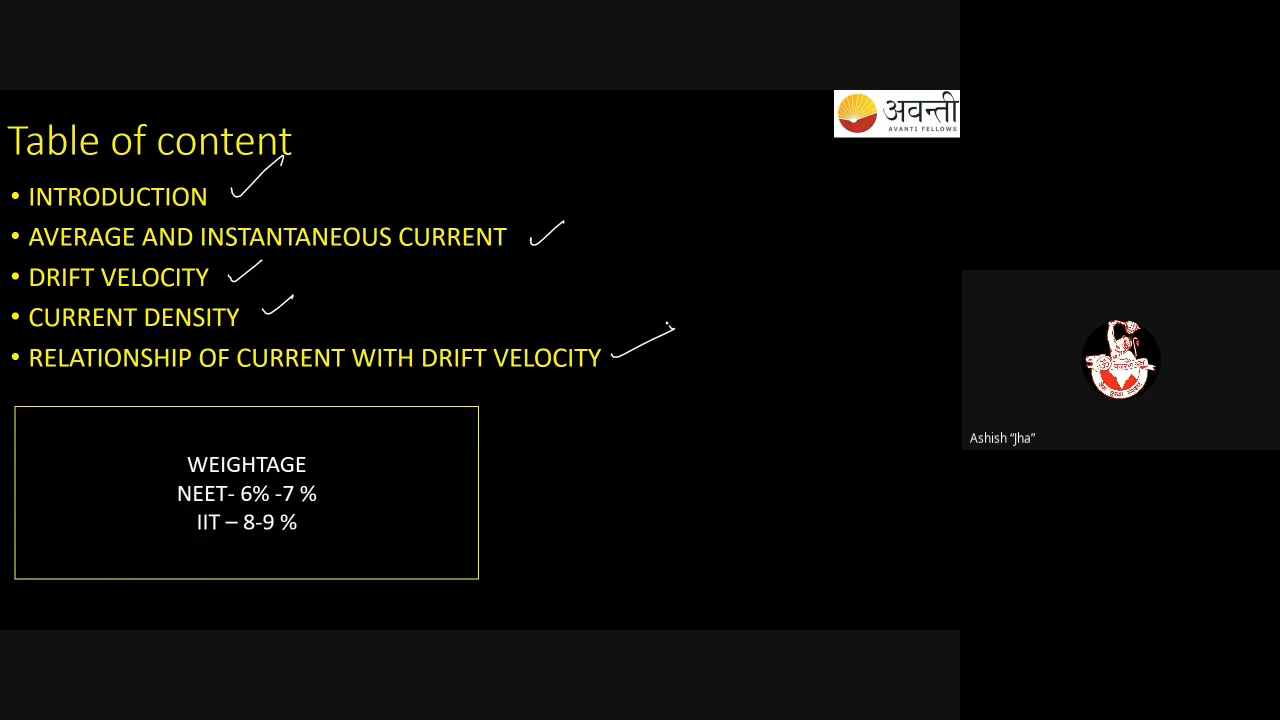 अवन्ती
AVANTI FELLOWS
Table of content
• INTRODUCTION
• AVERAGE AND INSTANTANEOUS CURRENT
• DRIFT VELOCITY
• CURRENT DENSITY
• RELATIONSHIP OF CURRENT WITH DRIFT VELOCITY
WEIGHTAGE
NEET- 6% -7 %
IIT – 8-9 %
Ashish “Jha”